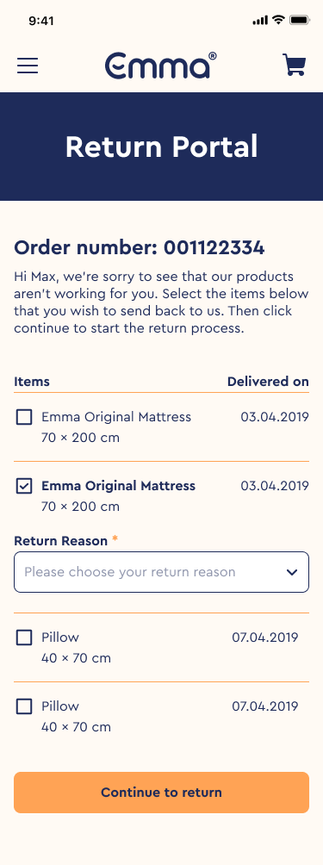 9:41
Emma®
Return Portal
Order number: 001122334
Hi Max, we're sorry to see that our products
aren't working for you. Select the items below
that you wish to send back to us. Then click
continue to start the return process.
Items Delivered on
Emma Original Mattress 03.04.2019
70 × 200 cm
Emma Original Mattress 03.04.2019
70 × 200 cm
Return Reason *
Please choose your return reason
Pillow 07.04.2019
40 × 70 cm
Pillow 07.04.2019
40 × 70 cm
Continue to return